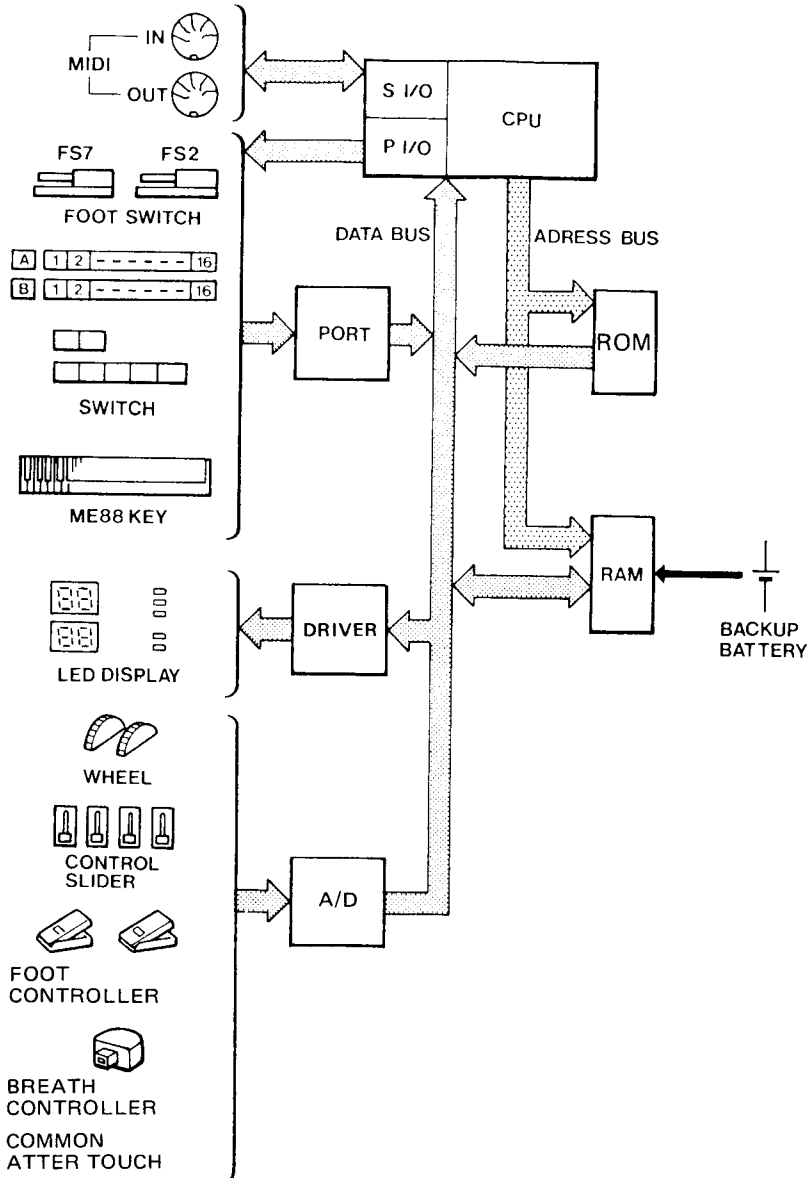 IN
MIDI
OUT
S I/O
P I/O
CPU
FS7 FS2
FOOT SWITCH
DATA BUS
ADRESS BUS
A 1 2 16
B 1 2 16
SWITCH
PORT
ROM
ME88 KEY
88
88
LED DISPLAY
DRIVER
RAM
BACKUP
BATTERY
WHEEL
CONTROL
SLIDER
A/D
FOOT
CONTROLLER
BREATH
CONTROLLER
COMMON
ATTER TOUCH